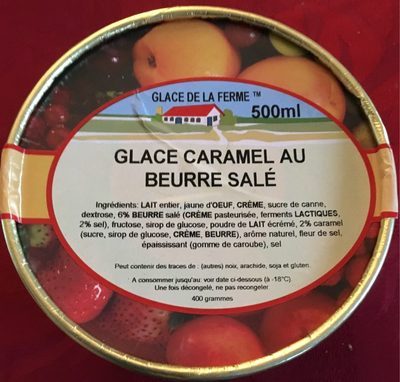 GLACE DE LA FERME ™
500ml
GLACE CARAMEL AU
BEURRE SALÉ
Ingrédients: LAIT entier, jaune d'OEUF, CRÈME, sucre de canne,
dextrose, 6% BEURRE salé (CRÈME pasteurisée, ferments LACTIQUES,
2% sel), fructose, sirop de glucose, poudre de LAIT écrémé, 2% caramel
(sucre, sirop de glucose, CRÈME, BEURRE), arôme naturel, fleur de sel,
épaississant (gomme de caroube), sel
Peut contenir des traces de : (autres) noix, arachide, soja et gluten.
A consommer jusqu'au: voir date ci-dessous (à -18°C)
Une fois décongelé, ne pas recongeler
400 grammes